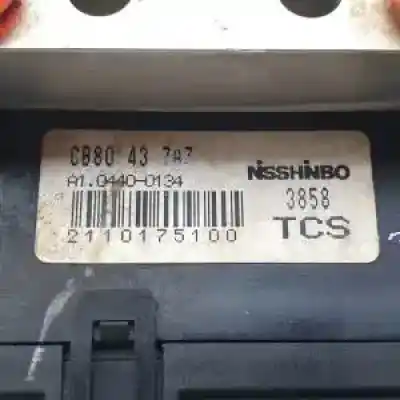 CB80 43 7A7
A1.0440-0134
NISSHINBO
3858
TCS
2110175100